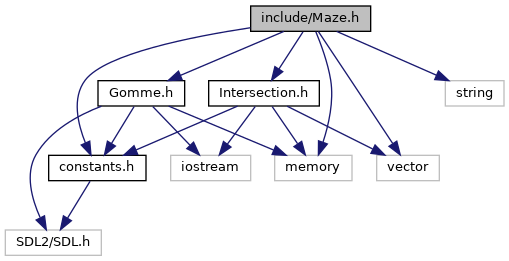 include/Maze.h
Gomme.h
Intersection.h
string
constants.h
iostream
memory
vector
SDL2/SDL.h